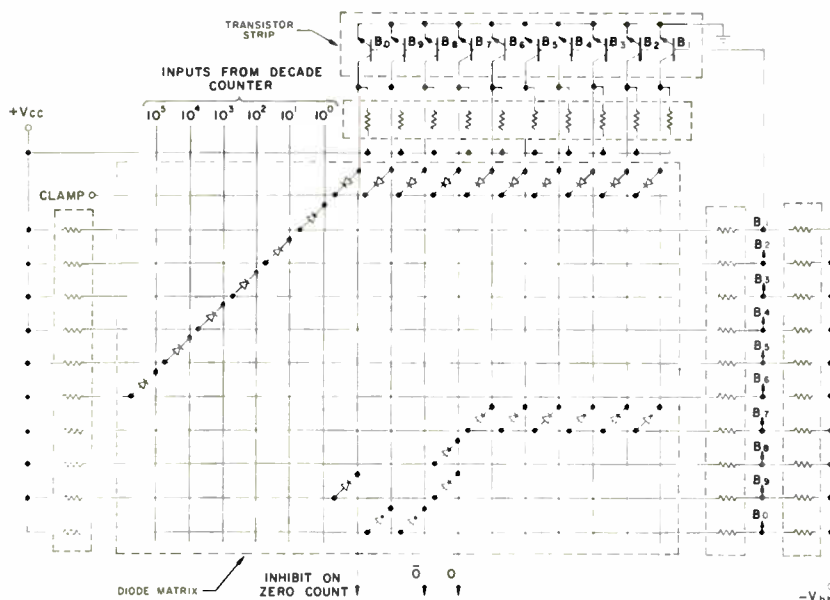 TRANSISTOR
STRIP
B0 B9 B8 B7 B6 B5 B4 B3 B2 B1
INPUTS FROM DECADE
COUNTER
+Vcc
10⁵ 10⁴ 10³ 10² 10¹ 10⁰
CLAMP
B1
B2
B3
B4
B5
B6
B7
B8
B9
B0
DIODE MATRIX
INHIBIT ON
ZERO COUNT
0̄ 0